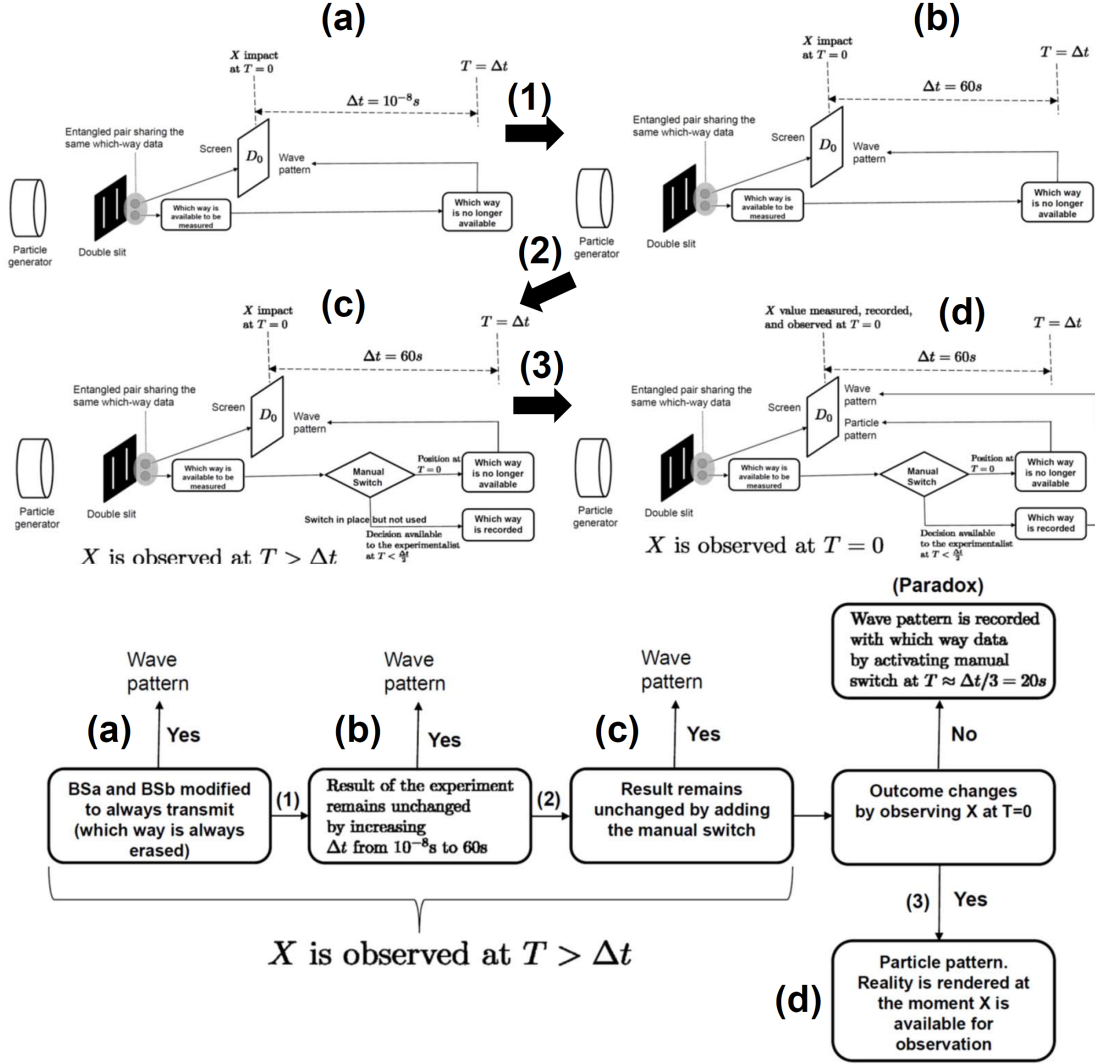 (a)
X impact
at T = 0
T = Δt
Δt = 10⁻⁸s
Entangled pair sharing the
same which-way data
Screen
D₀
Wave
pattern
Which way is
available to be
measured
Which way
is no longer
available
Particle
generator
Double slit
(1)
(b)
X impact
at T = 0
T = Δt
Δt = 60s
Entangled pair sharing the
same which-way data
Screen
D₀
Wave
pattern
Which way is
available to be
measured
Which way
is no longer
available
Particle
generator
Double slit
(2)
(c)
X impact
at T = 0
T = Δt
Δt = 60s
Entangled pair sharing the
same which-way data
Screen
D₀
Wave
pattern
Which way is
available to be
measured
Manual
Switch
Position at
T = 0
Which way
is no longer
available
Switch in place but not used
Which way
is recorded
Decision available
to the experimentalist
at T < Δt/2
Particle
generator
Double slit
X is observed at T > Δt
(3)
(d)
X value measured, recorded,
and observed at T = 0
T = Δt
Δt = 60s
Entangled pair sharing the
same which-way data
Screen
D₀
Wave
pattern
Particle
pattern
Which way is
available to be
measured
Manual
Switch
Position at
T = 0
Which way
is no longer
available
Which way
is recorded
Decision available
to the experimentalist
at T < Δt/2
Particle
generator
Double slit
X is observed at T = 0
(Paradox)
Wave pattern is recorded
with which way data
by activating manual
switch at T ≈ Δt/3 = 20s
Wave
pattern
Wave
pattern
Wave
pattern
(a)
Yes
(b)
Yes
(c)
Yes
No
BSa and BSb modified
to always transmit
(which way is always
erased)
(1)
Result of the experiment
remains unchanged
by increasing
Δt from 10⁻⁸s to 60s
(2)
Result remains
unchanged by adding
the manual switch
Outcome changes
by observing X at T=0
(3)
Yes
X is observed at T > Δt
(d)
Particle pattern.
Reality is rendered at
the moment X is
available for
observation